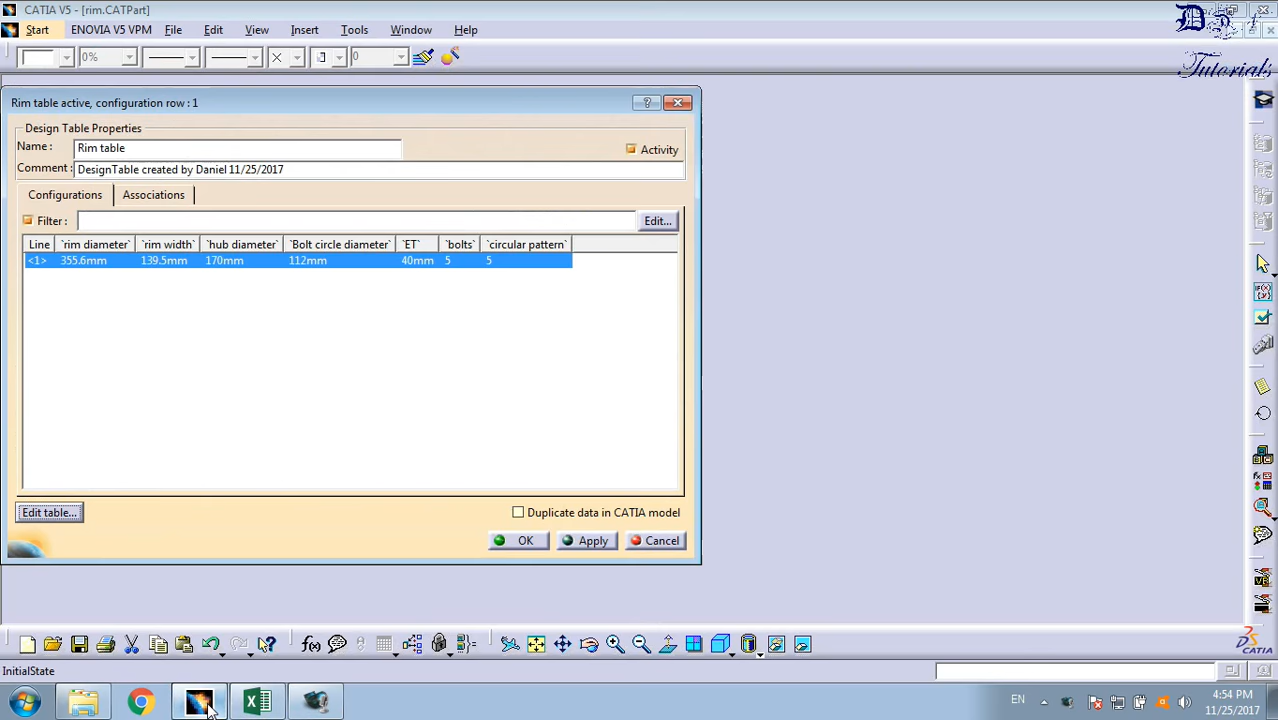 CATIA V5 - [rim.CATPart]
Start ENOVIA V5 VPM File Edit View Insert Tools Window Help
0% 0
Tutorials
Rim table active, configuration row : 1
Design Table Properties
Name : Rim table Activity
Comment : DesignTable created by Daniel 11/25/2017
Configurations Associations
Filter : Edit...
Line `rim diameter` `rim width` `hub diameter` `Bolt circle diameter` `ET` `bolts` `circular pattern`
<1> 355.6mm 139.5mm 170mm 112mm 40mm 5 5
Edit table... Duplicate data in CATIA model
OK Apply Cancel
InitialState
CATIA
EN 4:54 PM
11/25/2017